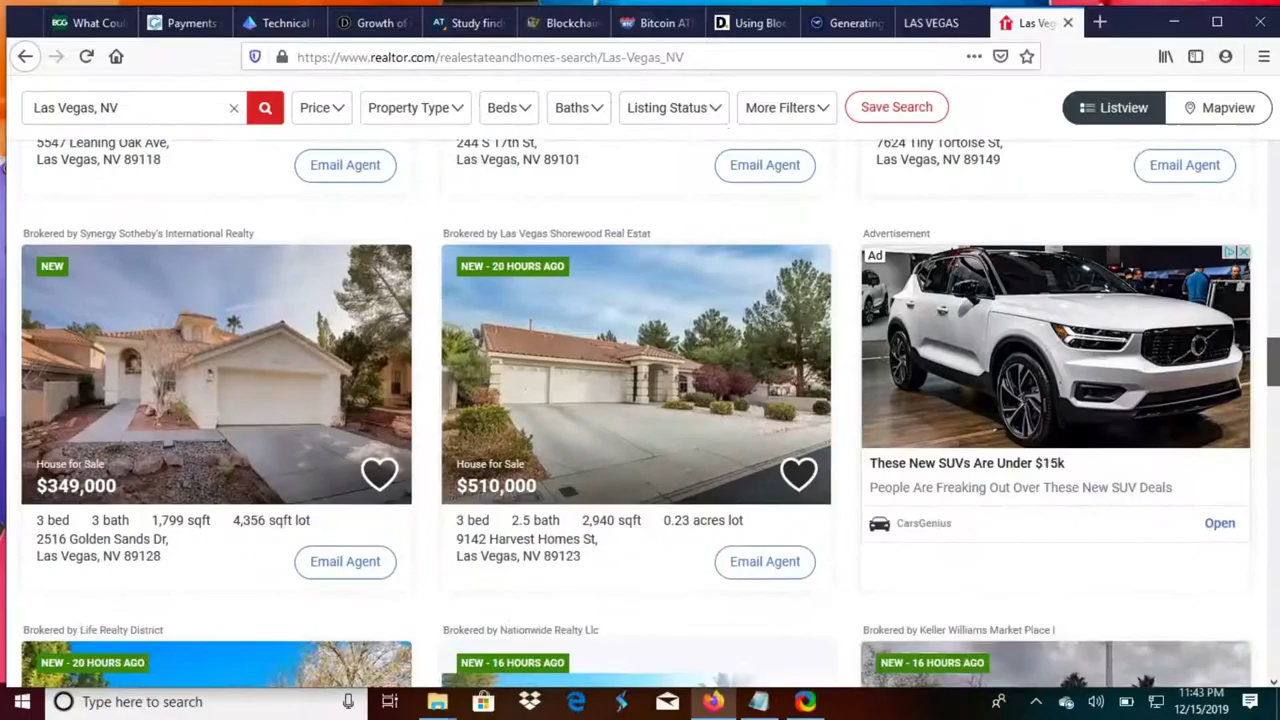 What Coul
Payments
Technical
Growth of
Study find
Blockchain
Bitcoin AT
Using Bloc
Generating
LAS VEGAS
Las Veg
https://www.realtor.com/realestateandhomes-search/Las-Vegas_NV
Las Vegas, NV
Price
Property Type
Beds
Baths
Listing Status
More Filters
Save Search
Listview
Mapview
5547 Leaning Oak Ave,
Las Vegas, NV 89118
Email Agent
244 S 17th St,
Las Vegas, NV 89101
Email Agent
7624 Tiny Tortoise St,
Las Vegas, NV 89149
Email Agent
Brokered by Synergy Sotheby's International Realty
NEW
House for Sale
$349,000
3 bed 3 bath 1,799 sqft 4,356 sqft lot
2516 Golden Sands Dr,
Las Vegas, NV 89128
Email Agent
Brokered by Las Vegas Shorewood Real Estat
NEW - 20 HOURS AGO
House for Sale
$510,000
3 bed 2.5 bath 2,940 sqft 0.23 acres lot
9142 Harvest Homes St,
Las Vegas, NV 89123
Email Agent
Advertisement
Ad
These New SUVs Are Under $15k
People Are Freaking Out Over These New SUV Deals
CarsGenius
Open
Brokered by Life Realty District
NEW - 20 HOURS AGO
Brokered by Nationwide Realty Llc
NEW - 16 HOURS AGO
Brokered by Keller Williams Market Place I
NEW - 16 HOURS AGO
Type here to search
11:43 PM
12/15/2019